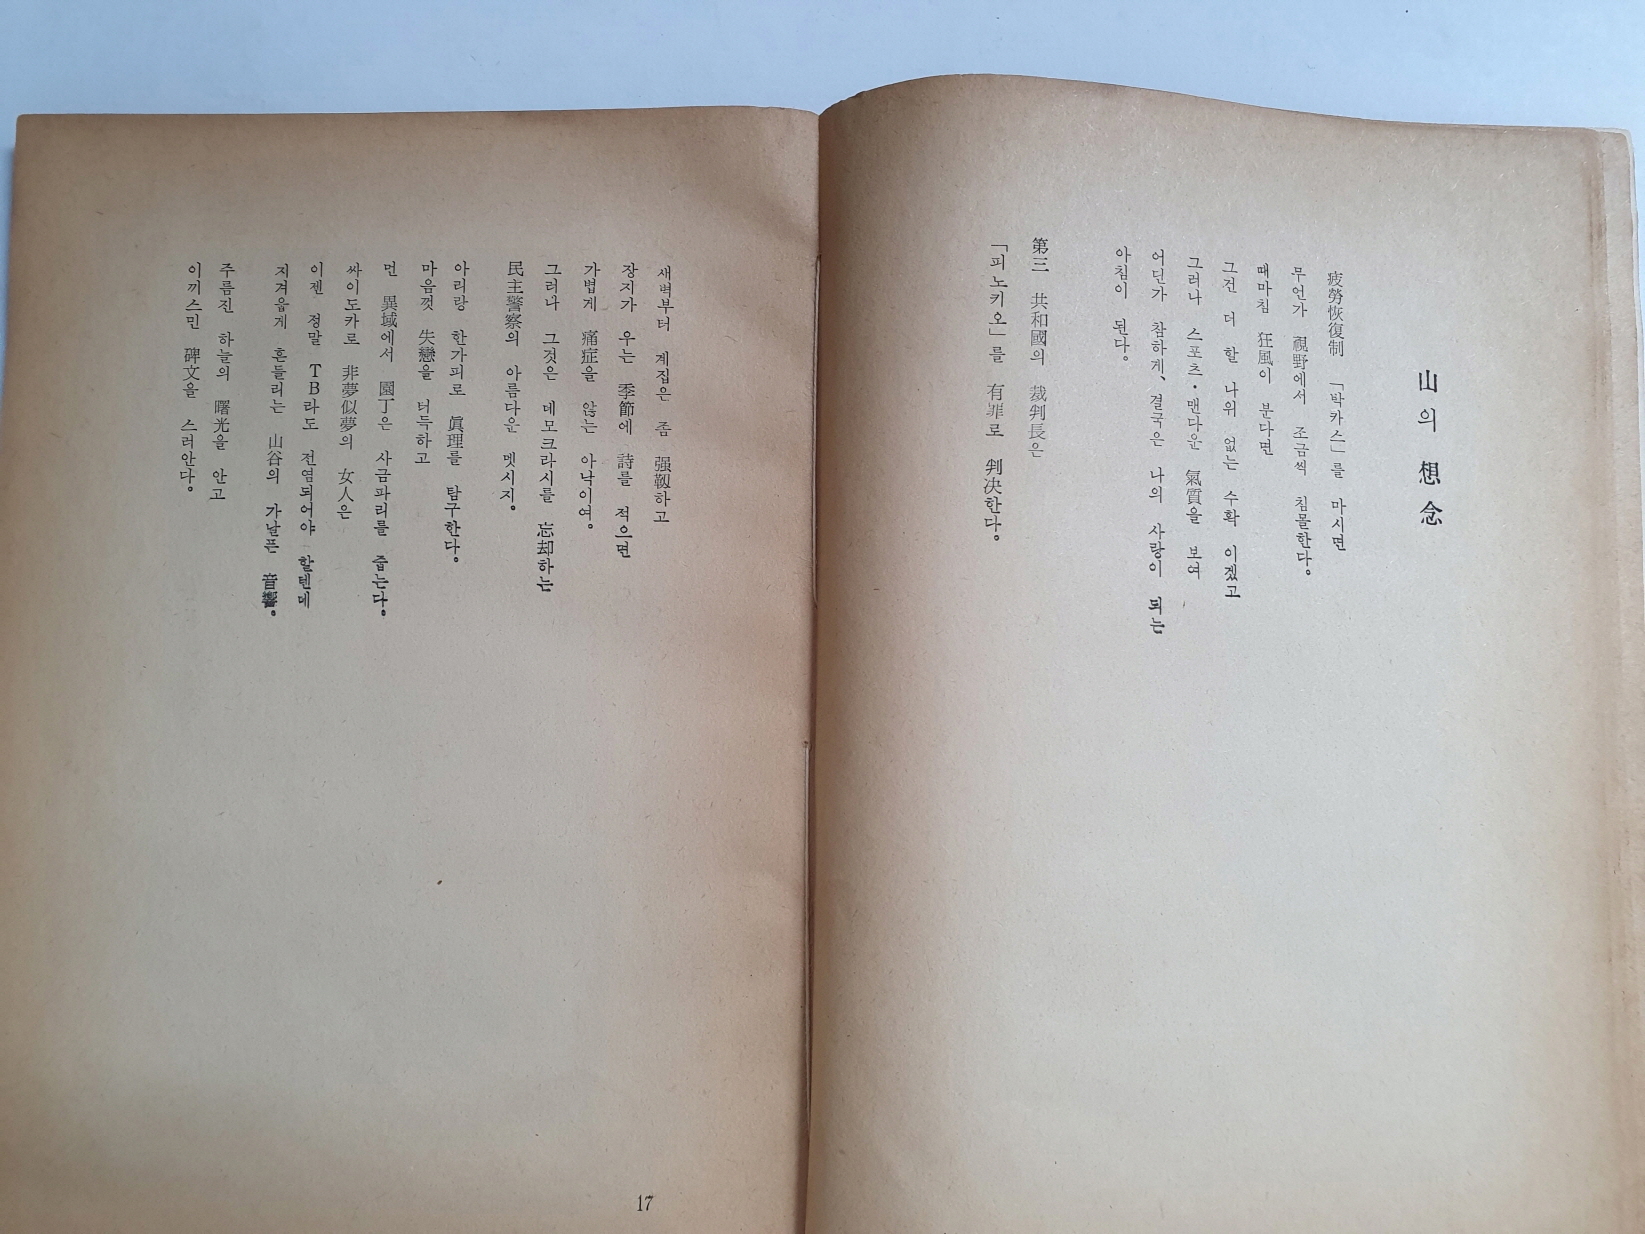 山의 想念
疲勞恢復制 「박카스」를 마시면
무언가 視野에서 조금씩 침몰한다。
때마침 狂風이 분다면
그건 더 할 나위 없는 수확 이겠고
그러나 스포츠・맨다운 氣質을 보여
어딘가 참하게、결국은 나의 사랑이 되는
아침이 된다。
第三 共和國의 裁判長은
「피노키오」를 有罪로 判决한다。
새벽부터 계집은 좀 强靱하고
장지가 우는 季節에 詩를 적으면
가볍게 痛症을 않는 아낙이여。
그러나 그것은 데모크라시를 忘却하는
民主警察의 아름다운 멧시지。
아리랑 한가피로 眞理를 탐구한다。
마음껏 失戀을 터득하고
먼 異域에서 園丁은 사금파리를 줍는다。
싸이도카로 非夢似夢의 女人은
이젠 정말 TB라도 전염되어야 할텐데
지겨읍게 흔들리는 山谷의 가날픈 音響。
주름진 하늘의 曙光을 안고
이끼스민 碑文을 스러안다。
17